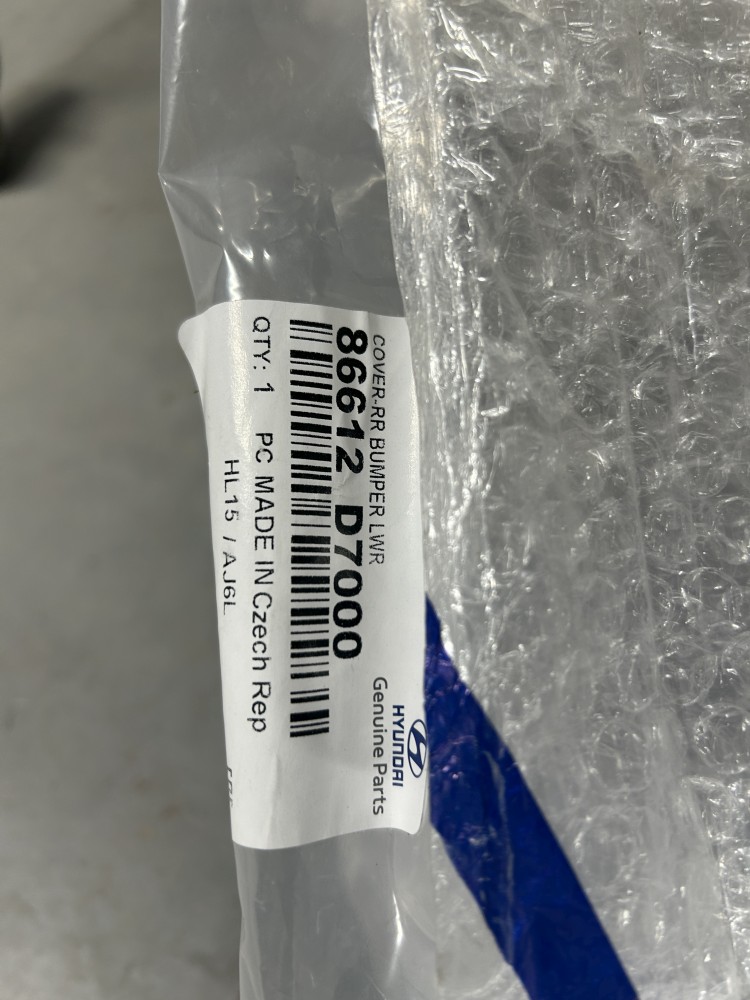 HYUNDAI
Genuine Parts
COVER-RR BUMPER LWR
86612 D7000
QTY: 1 PC MADE IN Czech Rep
HL15 / AJ6L